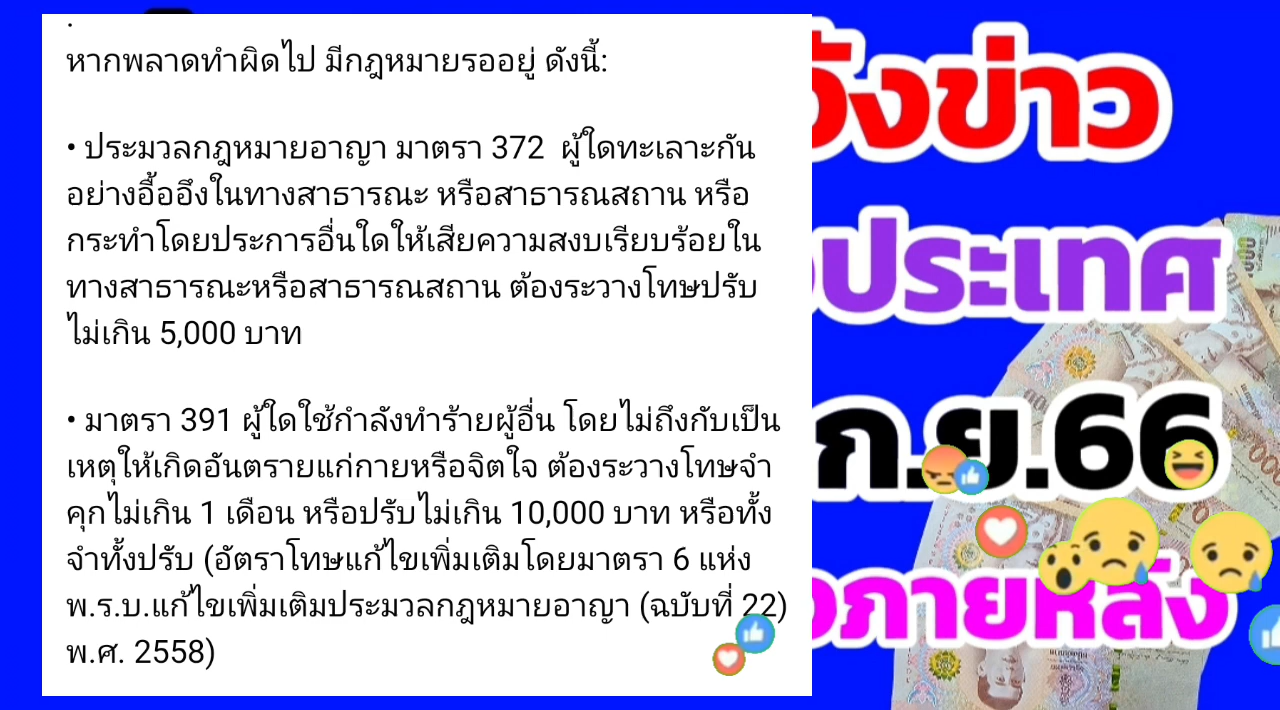 หากพลาดทำผิดไป มีกฎหมายรออยู่ ดังนี้:
• ประมวลกฎหมายอาญา มาตรา 372 ผู้ใดทะเลาะกัน
อย่างอื้ออึงในทางสาธารณะ หรือสาธารณสถาน หรือ
กระทำโดยประการอื่นใดให้เสียความสงบเรียบร้อยใน
ทางสาธารณะหรือสาธารณสถาน ต้องระวางโทษปรับ
ไม่เกิน 5,000 บาท
• มาตรา 391 ผู้ใดใช้กำลังทำร้ายผู้อื่น โดยไม่ถึงกับเป็น
เหตุให้เกิดอันตรายแก่กายหรือจิตใจ ต้องระวางโทษจำ
คุกไม่เกิน 1 เดือน หรือปรับไม่เกิน 10,000 บาท หรือทั้ง
จำทั้งปรับ (อัตราโทษแก้ไขเพิ่มเติมโดยมาตรา 6 แห่ง
พ.ร.บ.แก้ไขเพิ่มเติมประมวลกฎหมายอาญา (ฉบับที่ 22)
พ.ศ. 2558)
ข่าว
ประเทศ
ก.ย.66
ภายหลัง